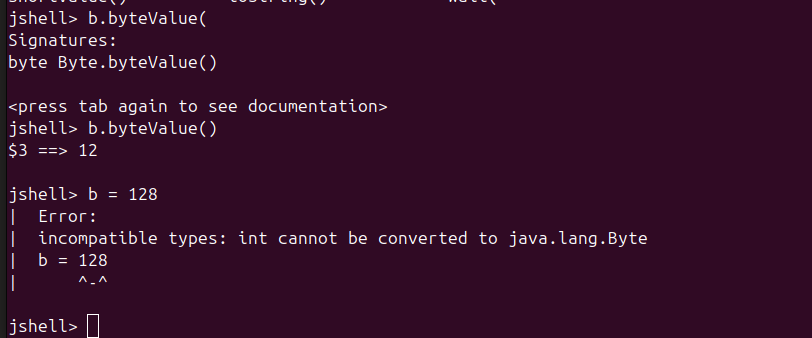 jshell> b.byteValue(
Signatures:
byte Byte.byteValue()
<press tab again to see documentation>
jshell> b.byteValue()
$3 ==> 12
jshell> b = 128
|  Error:
|  incompatible types: int cannot be converted to java.lang.Byte
|  b = 128
|      ^-^
jshell>